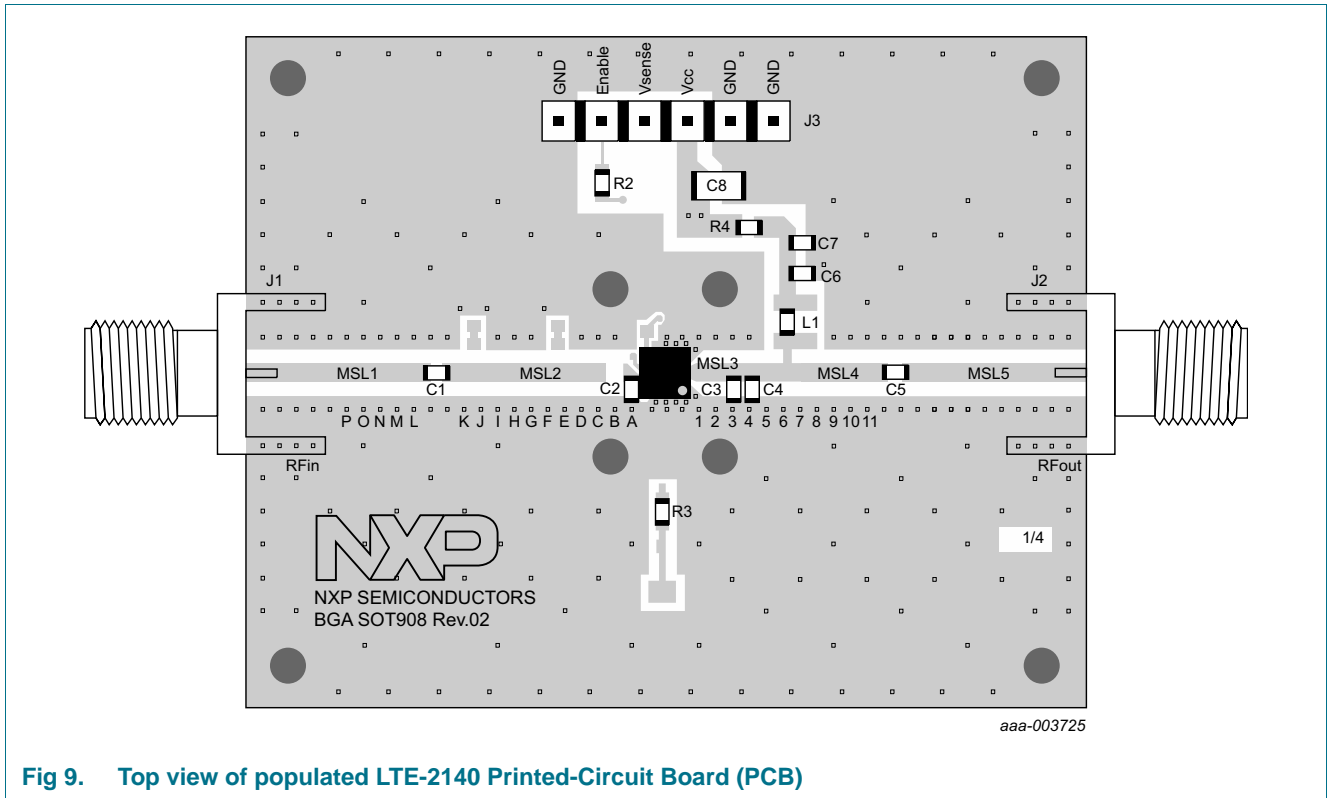 GND Enable Vsense Vcc GND GND
J3
R2
C8
R4
C7
C6
J1
J2
L1
MSL1 C1 MSL2 C2 MSL3 C3 C4 MSL4 C5 MSL5
P O N M L K J I H G F E D C B A 1 2 3 4 5 6 7 8 9 10 11
RFin
RFout
R3
1/4
NXP
NXP SEMICONDUCTORS
BGA SOT908 Rev.02
aaa-003725
Fig 9. Top view of populated LTE-2140 Printed-Circuit Board (PCB)